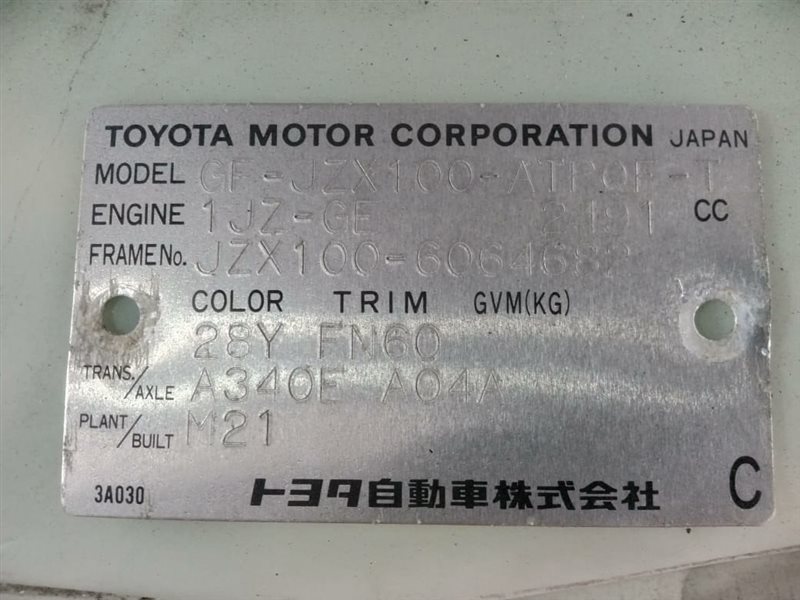 TOYOTA MOTOR CORPORATION JAPAN
MODEL GF-JZX100-ATPQF-T
ENGINE 1JZ-GE 2491 CC
FRAME No. JZX100-6064682
COLOR TRIM GVM(KG)
28Y FN60
TRANS./AXLE A340E A04A
PLANT/BUILT M21
3A030 トヨタ自動車株式会社 C